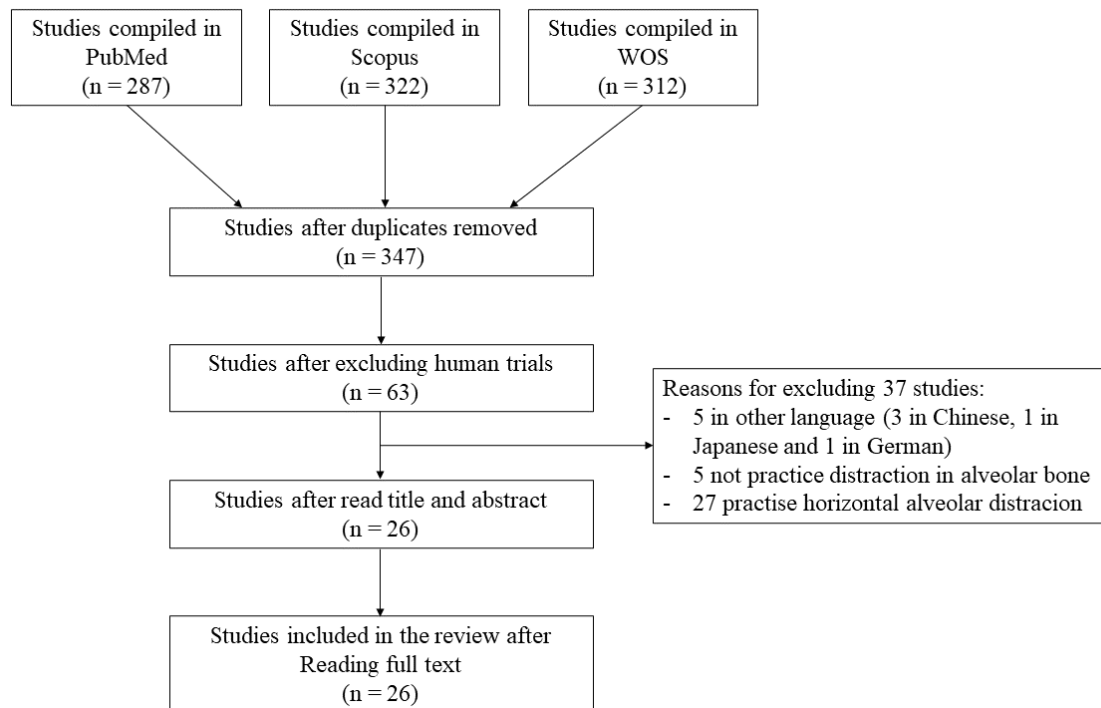 Studies compiled in
PubMed
(n = 287)
Studies compiled in
Scopus
(n = 322)
Studies compiled in
WOS
(n = 312)
Studies after duplicates removed
(n = 347)
Studies after excluding human trials
(n = 63)
Reasons for excluding 37 studies:
- 5 in other language (3 in Chinese, 1 in
Japanese and 1 in German)
- 5 not practice distraction in alveolar bone
- 27 practise horizontal alveolar distracion
Studies after read title and abstract
(n = 26)
Studies included in the review after
Reading full text
(n = 26)